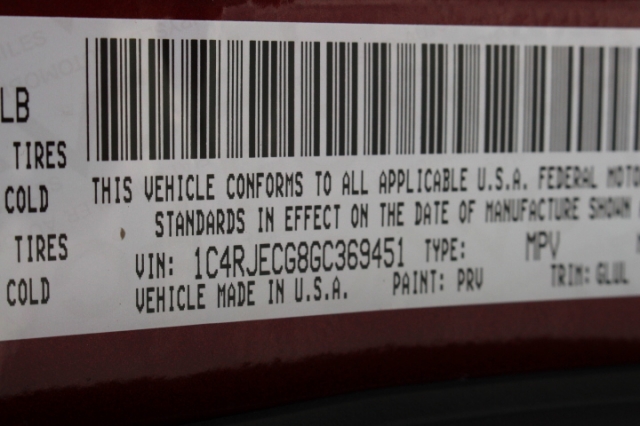 LB
TIRES
COLD
TIRES
COLD
THIS VEHICLE CONFORMS TO ALL APPLICABLE U.S.A. FEDERAL MOTO
STANDARDS IN EFFECT ON THE DATE OF MANUFACTURE SHOWN
VIN: 1C4RJECG8GC369451 TYPE: MPV
VEHICLE MADE IN U.S.A. PAINT: PRV TRIM: GLUL